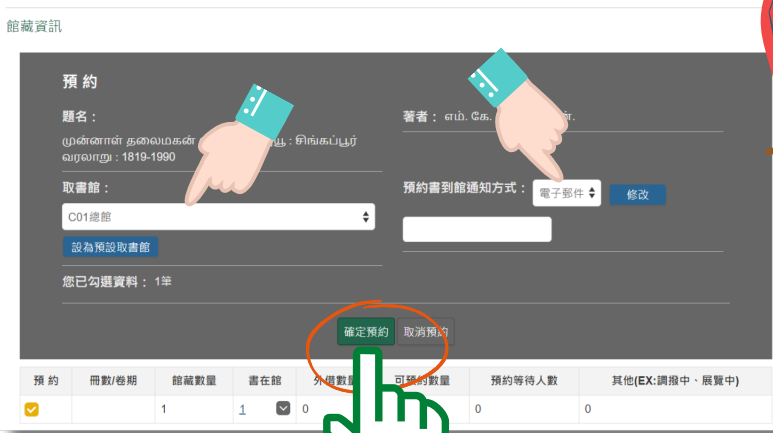 館藏資訊
預 約
題名：
முன்னாள் தலைமகன்
யூ : சிங்கப்பூர்
வரலாறு : 1819-1990
著者： எம். கே.
ன்.
取書館：
C01總館
設為預設取書館
預約書到館通知方式：
電子郵件
修改
您已勾選資料： 1筆
確定預約
取消預約
預 約 冊數/卷期 館藏數量 書在館 外借數量 可預約數量 預約等待人數 其他(EX:調撥中、展覽中)
1 1 0 0 0